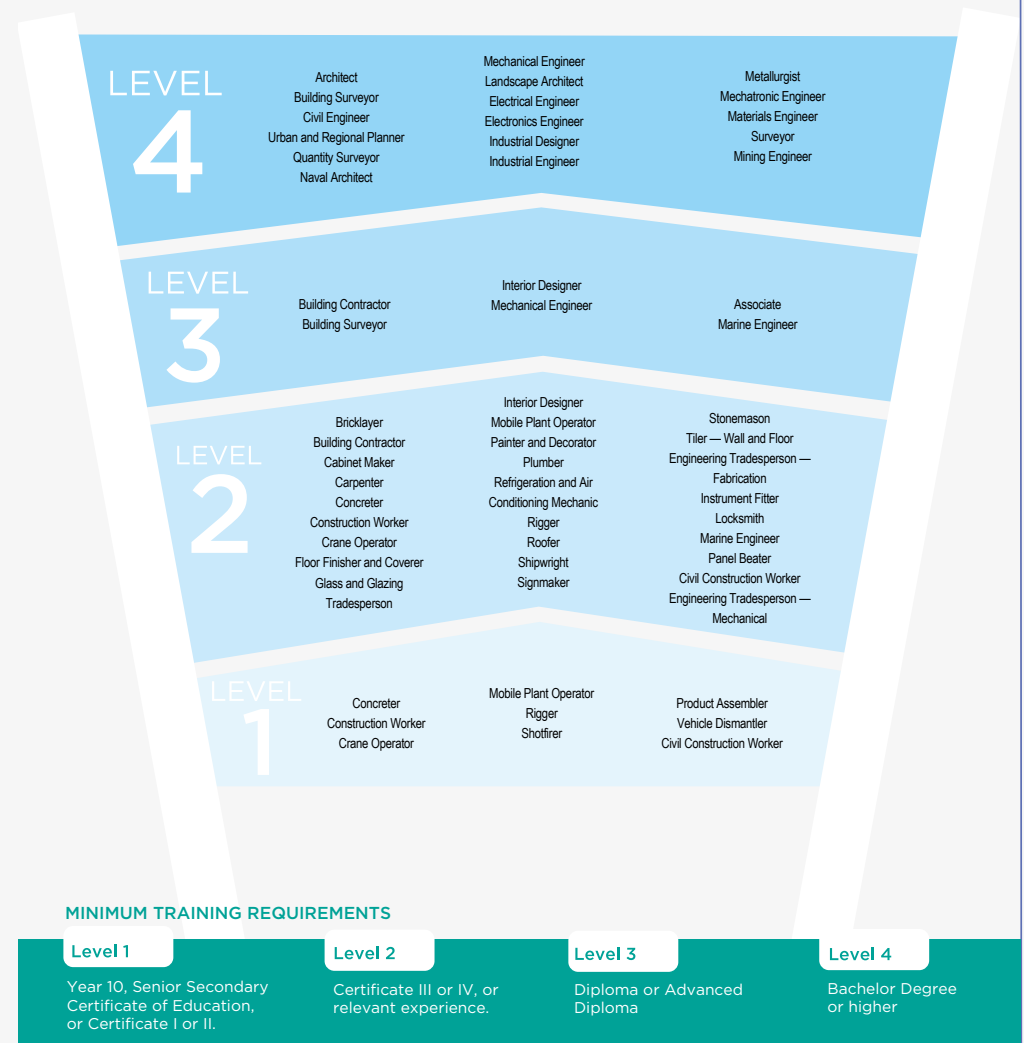 LEVEL
4
Architect
Building Surveyor
Civil Engineer
Urban and Regional Planner
Quantity Surveyor
Naval Architect
Mechanical Engineer
Landscape Architect
Electrical Engineer
Electronics Engineer
Industrial Designer
Industrial Engineer
Metallurgist
Mechatronic Engineer
Materials Engineer
Surveyor
Mining Engineer
LEVEL
3
Building Contractor
Building Surveyor
Interior Designer
Mechanical Engineer
Associate
Marine Engineer
LEVEL
2
Bricklayer
Building Contractor
Cabinet Maker
Carpenter
Concreter
Construction Worker
Crane Operator
Floor Finisher and Coverer
Glass and Glazing
Tradesperson
Interior Designer
Mobile Plant Operator
Painter and Decorator
Plumber
Refrigeration and Air
Conditioning Mechanic
Rigger
Roofer
Shipwright
Signmaker
Stonemason
Tiler — Wall and Floor
Engineering Tradesperson —
Fabrication
Instrument Fitter
Locksmith
Marine Engineer
Panel Beater
Civil Construction Worker
Engineering Tradesperson —
Mechanical
LEVEL
1
Concreter
Construction Worker
Crane Operator
Mobile Plant Operator
Rigger
Shotfirer
Product Assembler
Vehicle Dismantler
Civil Construction Worker
MINIMUM TRAINING REQUIREMENTS
Level 1
Year 10, Senior Secondary
Certificate of Education,
or Certificate I or II.
Level 2
Certificate III or IV, or
relevant experience.
Level 3
Diploma or Advanced
Diploma
Level 4
Bachelor Degree
or higher